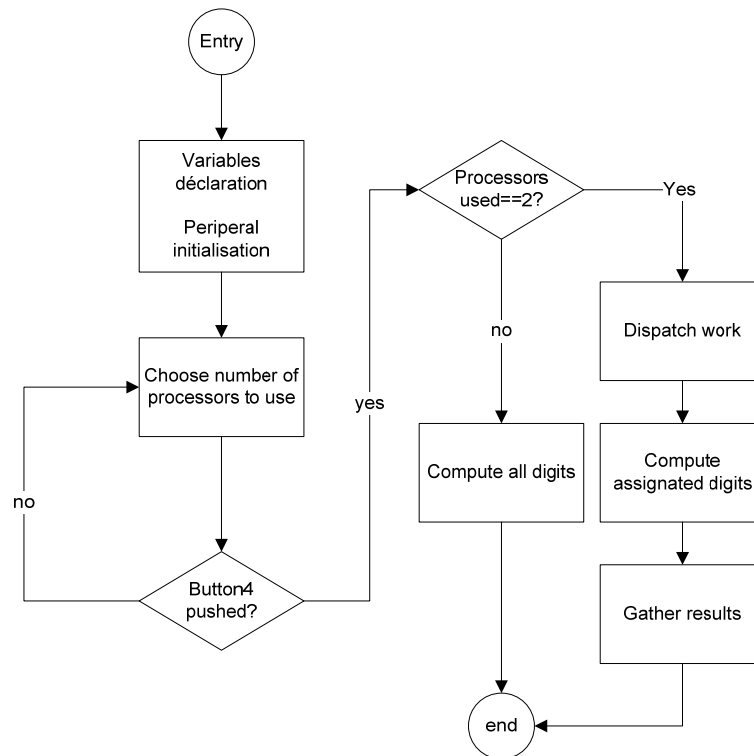 Entry
Variables
déclaration
Periperal
initialisation
Choose number of
processors to use
no
Button4
pushed?
yes
Processors
used==2?
Yes
no
Dispatch work
Compute all digits
Compute
assignated digits
Gather results
end